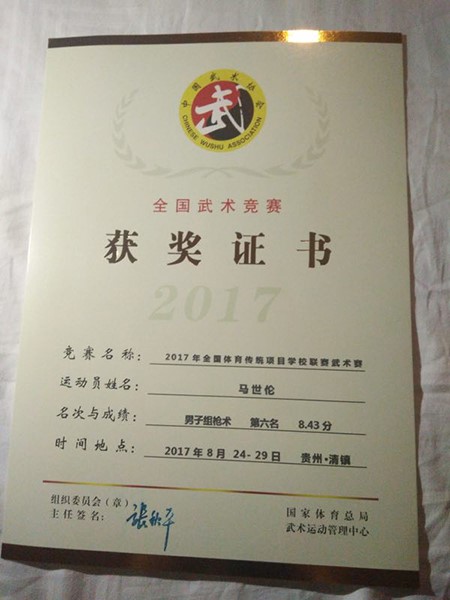 中国武术协会
武
CHINESE WUSHU ASSOCIATION
全国武术竞赛
获奖证书
2017
竞赛名称： 2017年全国体育传统项目学校联赛武术赛
运动员姓名： 马世伦
名次与成绩： 男子组枪术 第六名 8.43分
时间地点： 2017年8月 24-29日 贵州·清镇
组织委员会（章）
主任签名： 張秋平
国家体育总局
武术运动管理中心